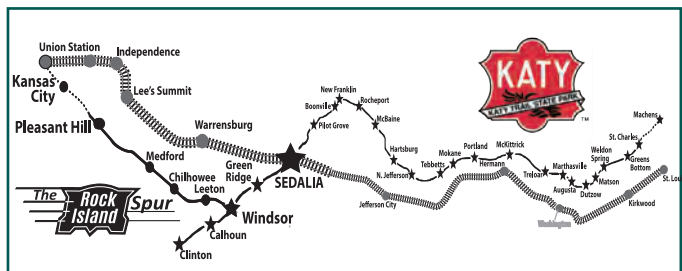 Union Station
Independence
Kansas
City
Lee's Summit
Pleasant Hill
Warrensburg
Medford
Chilhowee
Leeton
Green
Ridge
SEDALIA
Windsor
Calhoun
Clinton
The
Rock
Island
Spur
New Franklin
Boonville
Rocheport
Pilot Grove
McBaine
Hartsburg
N. Jefferson
Jefferson City
Tebbetts
Mokane
Portland
Hermann
McKittrick
Treloar
Marthasville
Augusta
Dutzow
Matson
Weldon
Spring
Greens
Bottom
St. Charles
Machens
Washington
Kirkwood
St. Lou
KATY
KATY TRAIL STATE PARK
TM